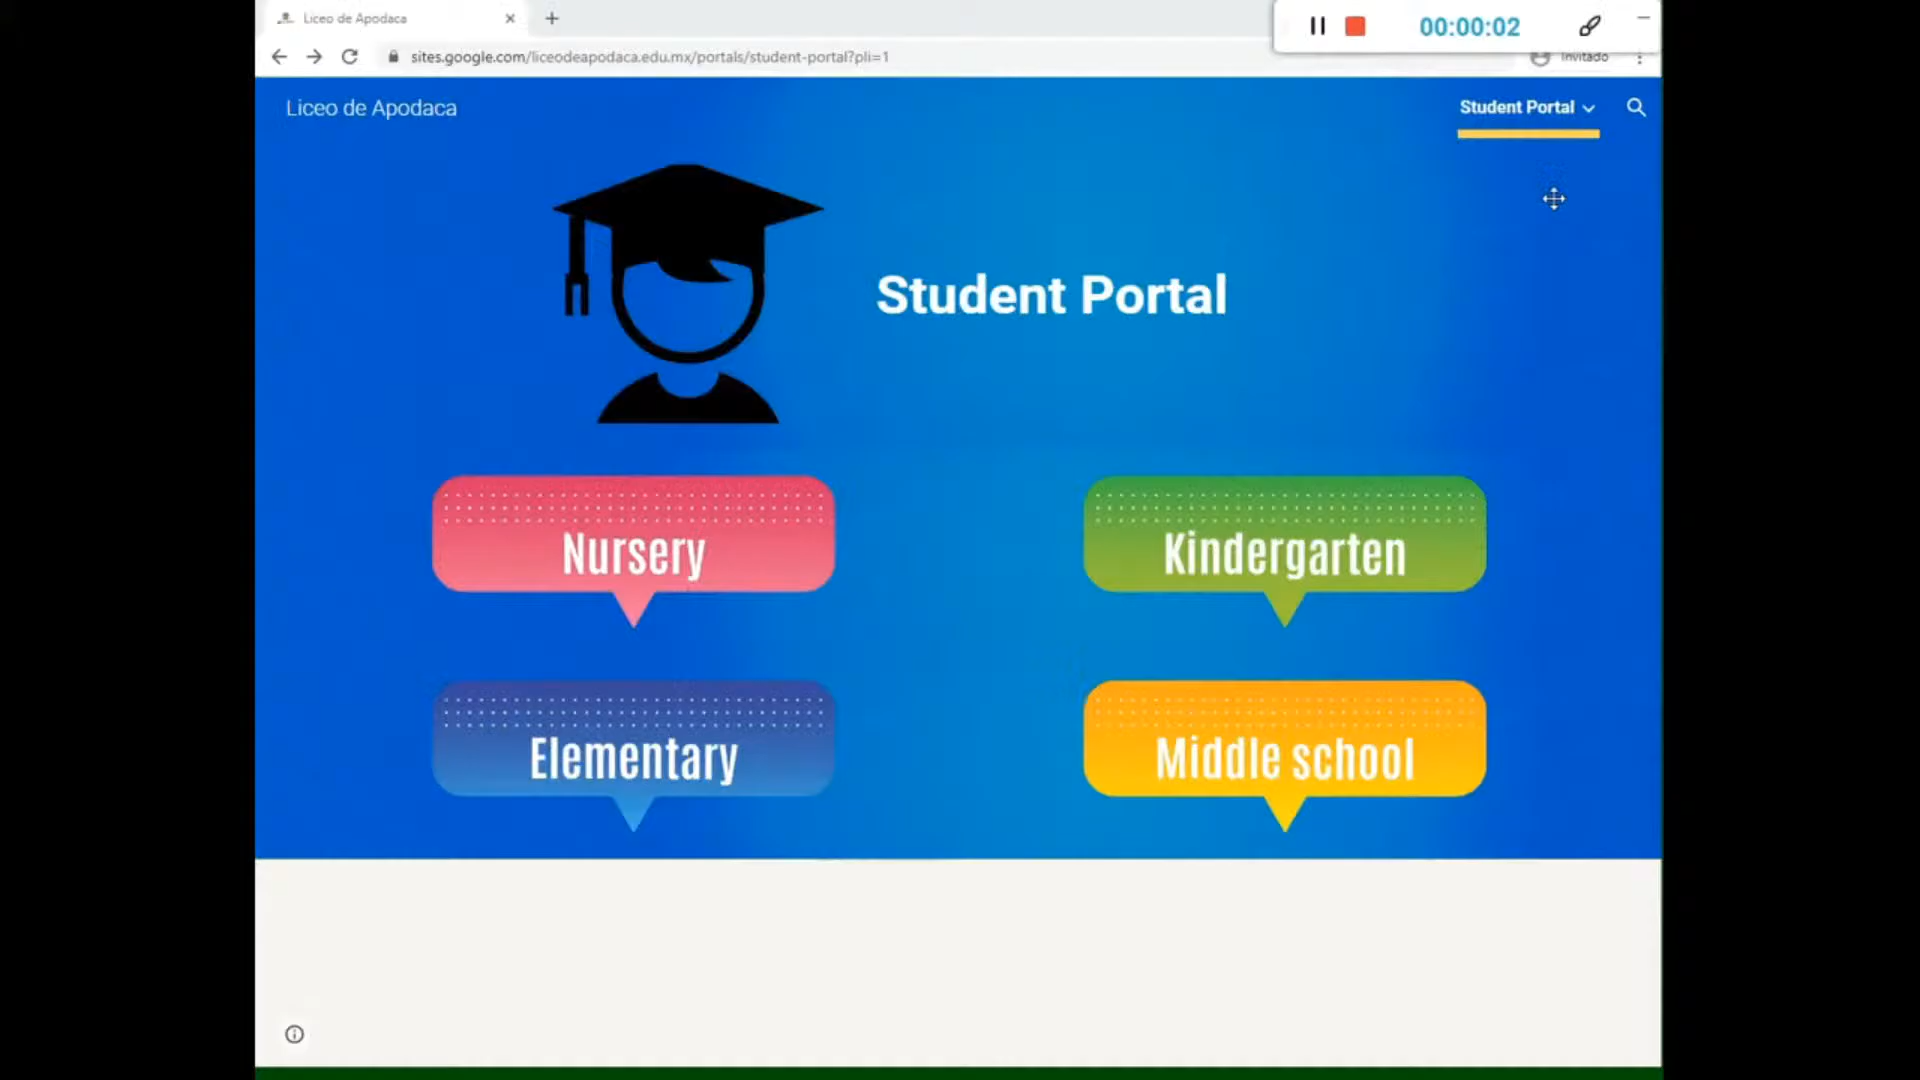 Liceo de Apodaca
00:00:02
sites.google.com/liceodeapodaca.edu.mx/portals/student-portal?pli=1
Invitado
Liceo de Apodaca
Student Portal
Student Portal
Nursery
Kindergarten
Elementary
Middle school